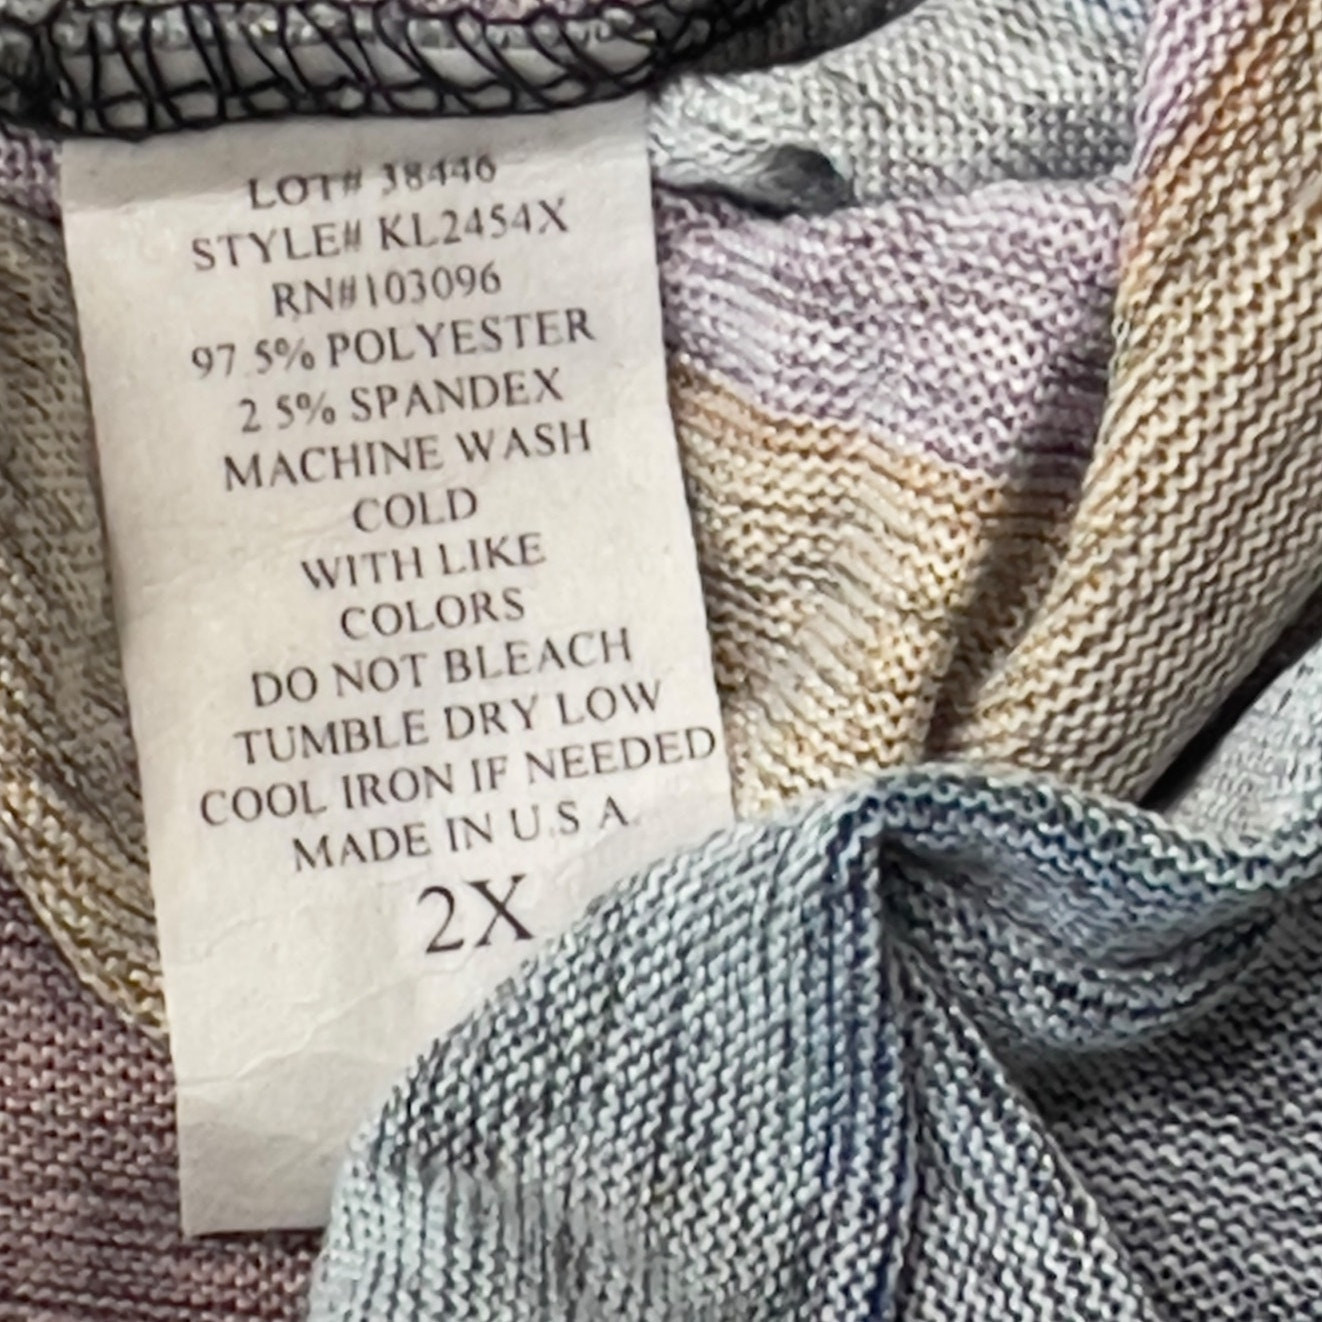 LOT# 38446
STYLE# KL2454X
RN#103096
97 5% POLYESTER
2 5% SPANDEX
MACHINE WASH
COLD
WITH LIKE
COLORS
DO NOT BLEACH
TUMBLE DRY LOW
COOL IRON IF NEEDED
MADE IN U.S A.
2X